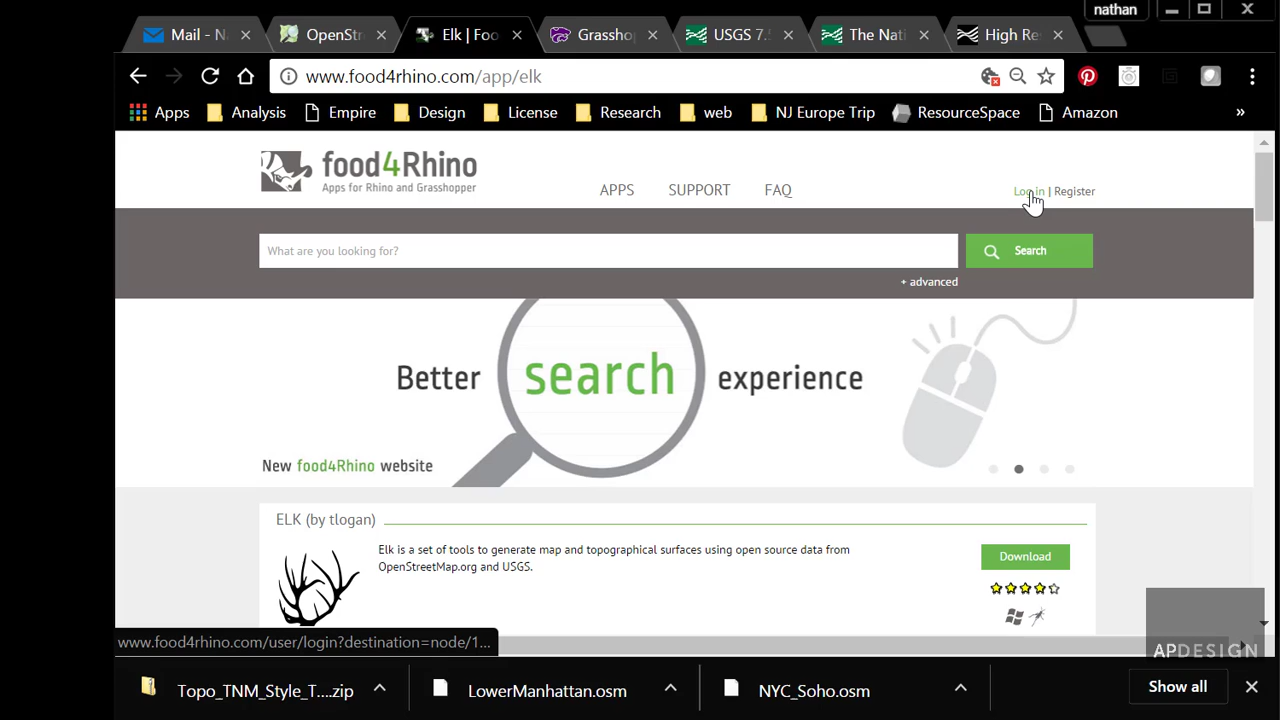 nathan
Mail - N
OpenStr
Elk | Foo
Grasshop
USGS 7.5
The Nati
High Res
www.food4rhino.com/app/elk
Apps
Analysis
Empire
Design
License
Research
web
NJ Europe Trip
ResourceSpace
Amazon
»
food4Rhino
Apps for Rhino and Grasshopper
APPS
SUPPORT
FAQ
Log in | Register
What are you looking for?
Search
+ advanced
Better search experience
New food4Rhino website
ELK (by tlogan)
Elk is a set of tools to generate map and topographical surfaces using open source data from
OpenStreetMap.org and USGS.
Download
www.food4rhino.com/user/login?destination=node/1...
APDESIGN
Topo_TNM_Style_T....zip
LowerManhattan.osm
NYC_Soho.osm
Show all